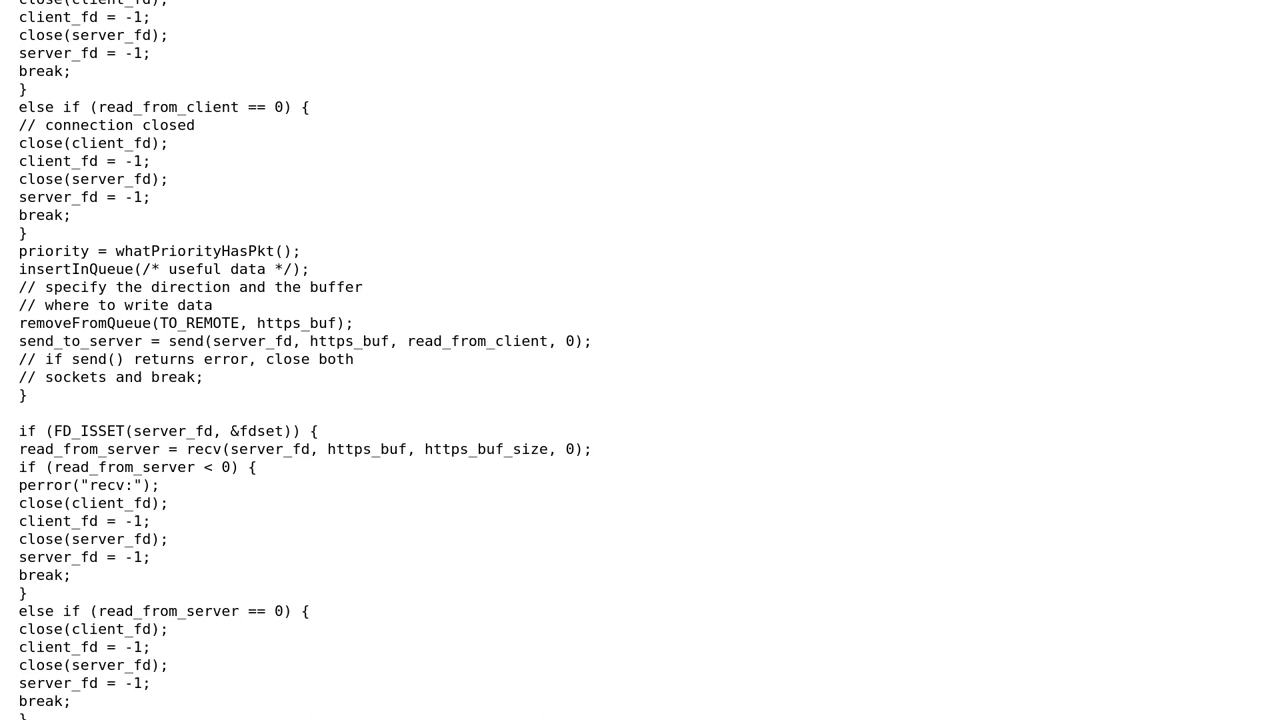 close(client_fd);
client_fd = -1;
close(server_fd);
server_fd = -1;
break;
}
else if (read_from_client == 0) {
// connection closed
close(client_fd);
client_fd = -1;
close(server_fd);
server_fd = -1;
break;
}
priority = whatPriorityHasPkt();
insertInQueue(/* useful data */);
// specify the direction and the buffer
// where to write data
removeFromQueue(TO_REMOTE, https_buf);
send_to_server = send(server_fd, https_buf, read_from_client, 0);
// if send() returns error, close both
// sockets and break;
}

if (FD_ISSET(server_fd, &fdset)) {
read_from_server = recv(server_fd, https_buf, https_buf_size, 0);
if (read_from_server < 0) {
perror("recv:");
close(client_fd);
client_fd = -1;
close(server_fd);
server_fd = -1;
break;
}
else if (read_from_server == 0) {
close(client_fd);
client_fd = -1;
close(server_fd);
server_fd = -1;
break;
}